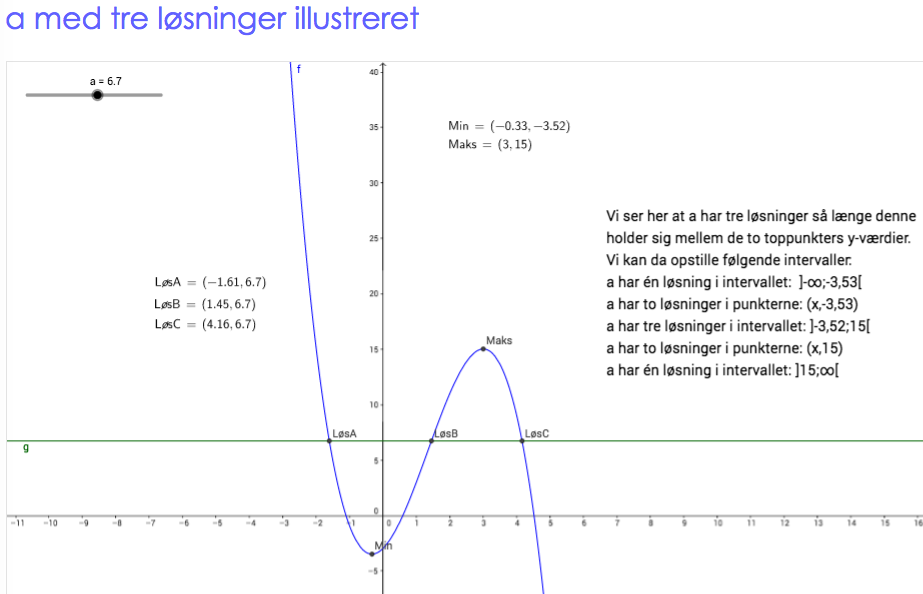 a med tre løsninger illustreret
a = 6.7
f
Min = (−0.33, −3.52)
Maks = (3, 15)
Vi ser her at a har tre løsninger så længe denne
holder sig mellem de to toppunkters y-værdier.
Vi kan da opstille følgende intervaller:
a har én løsning i intervallet: ]-∞;-3,53[
a har to løsninger i punkterne: (x,-3,53)
a har tre løsninger i intervallet: ]-3,52;15[
a har to løsninger i punkterne: (x,15)
a har én løsning i intervallet: ]15;∞[
LøsA = (−1.61, 6.7)
LøsB = (1.45, 6.7)
LøsC = (4.16, 6.7)
Maks
LøsA
LøsB
LøsC
g
Min
40
35
30
25
20
15
10
5
0
−5
−11 −10 −9 −8 −7 −6 −5 −4 −3 −2 −1 0 1 2 3 4 5 6 7 8 9 10 11 12 13 14 15 16